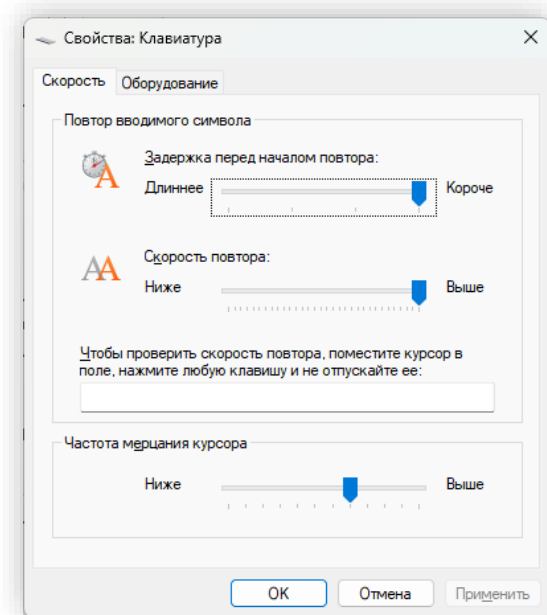 Свойства: Клавиатура
Скорость
Оборудование
Повтор вводимого символа
Задержка перед началом повтора:
Длиннее
Короче
Скорость повтора:
Ниже
Выше
Чтобы проверить скорость повтора, поместите курсор в
поле, нажмите любую клавишу и не отпускайте ее:
Частота мерцания курсора
Ниже
Выше
OK
Отмена
Применить